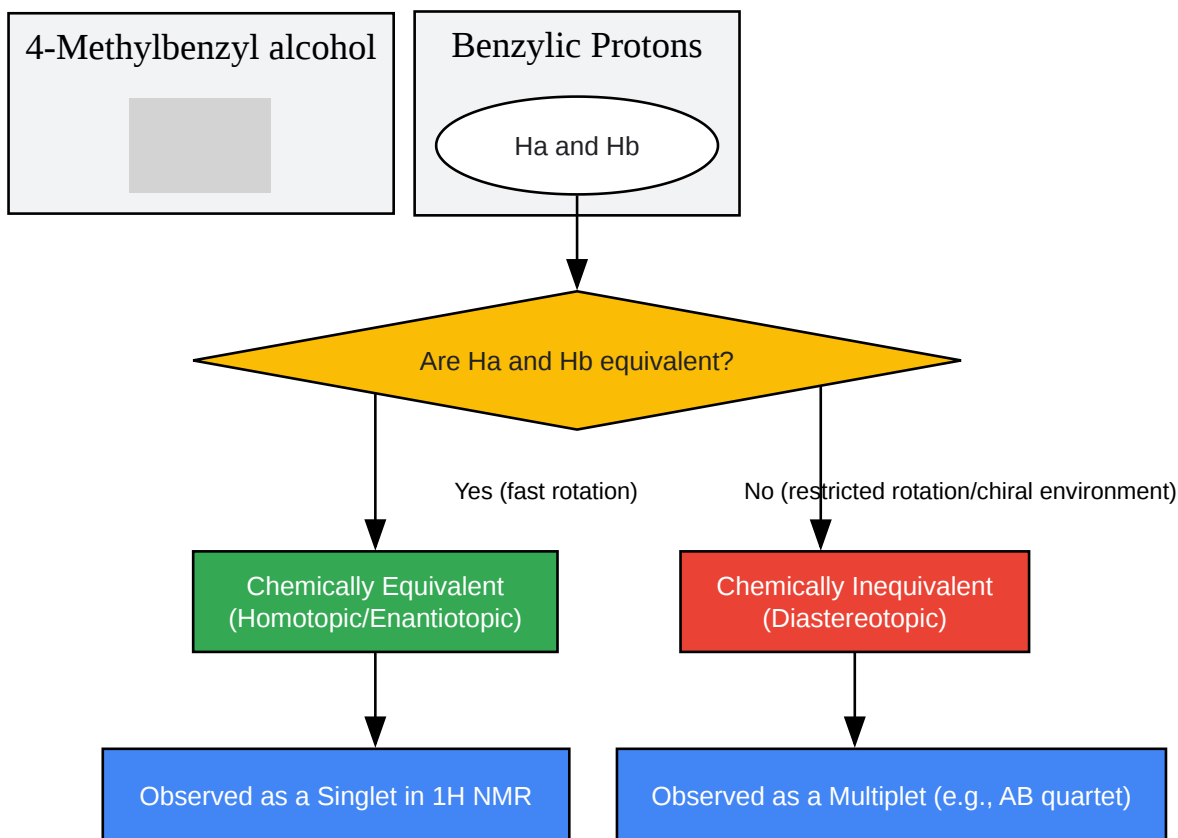 4-Methylbenzyl alcohol
Benzylic Protons
Ha and Hb
Are Ha and Hb equivalent?
Yes (fast rotation)
No (restricted rotation/chiral environment)
Chemically Equivalent
(Homotopic/Enantiotopic)
Chemically Inequivalent
(Diastereotopic)
Observed as a Singlet in 1H NMR
Observed as a Multiplet (e.g., AB quartet)